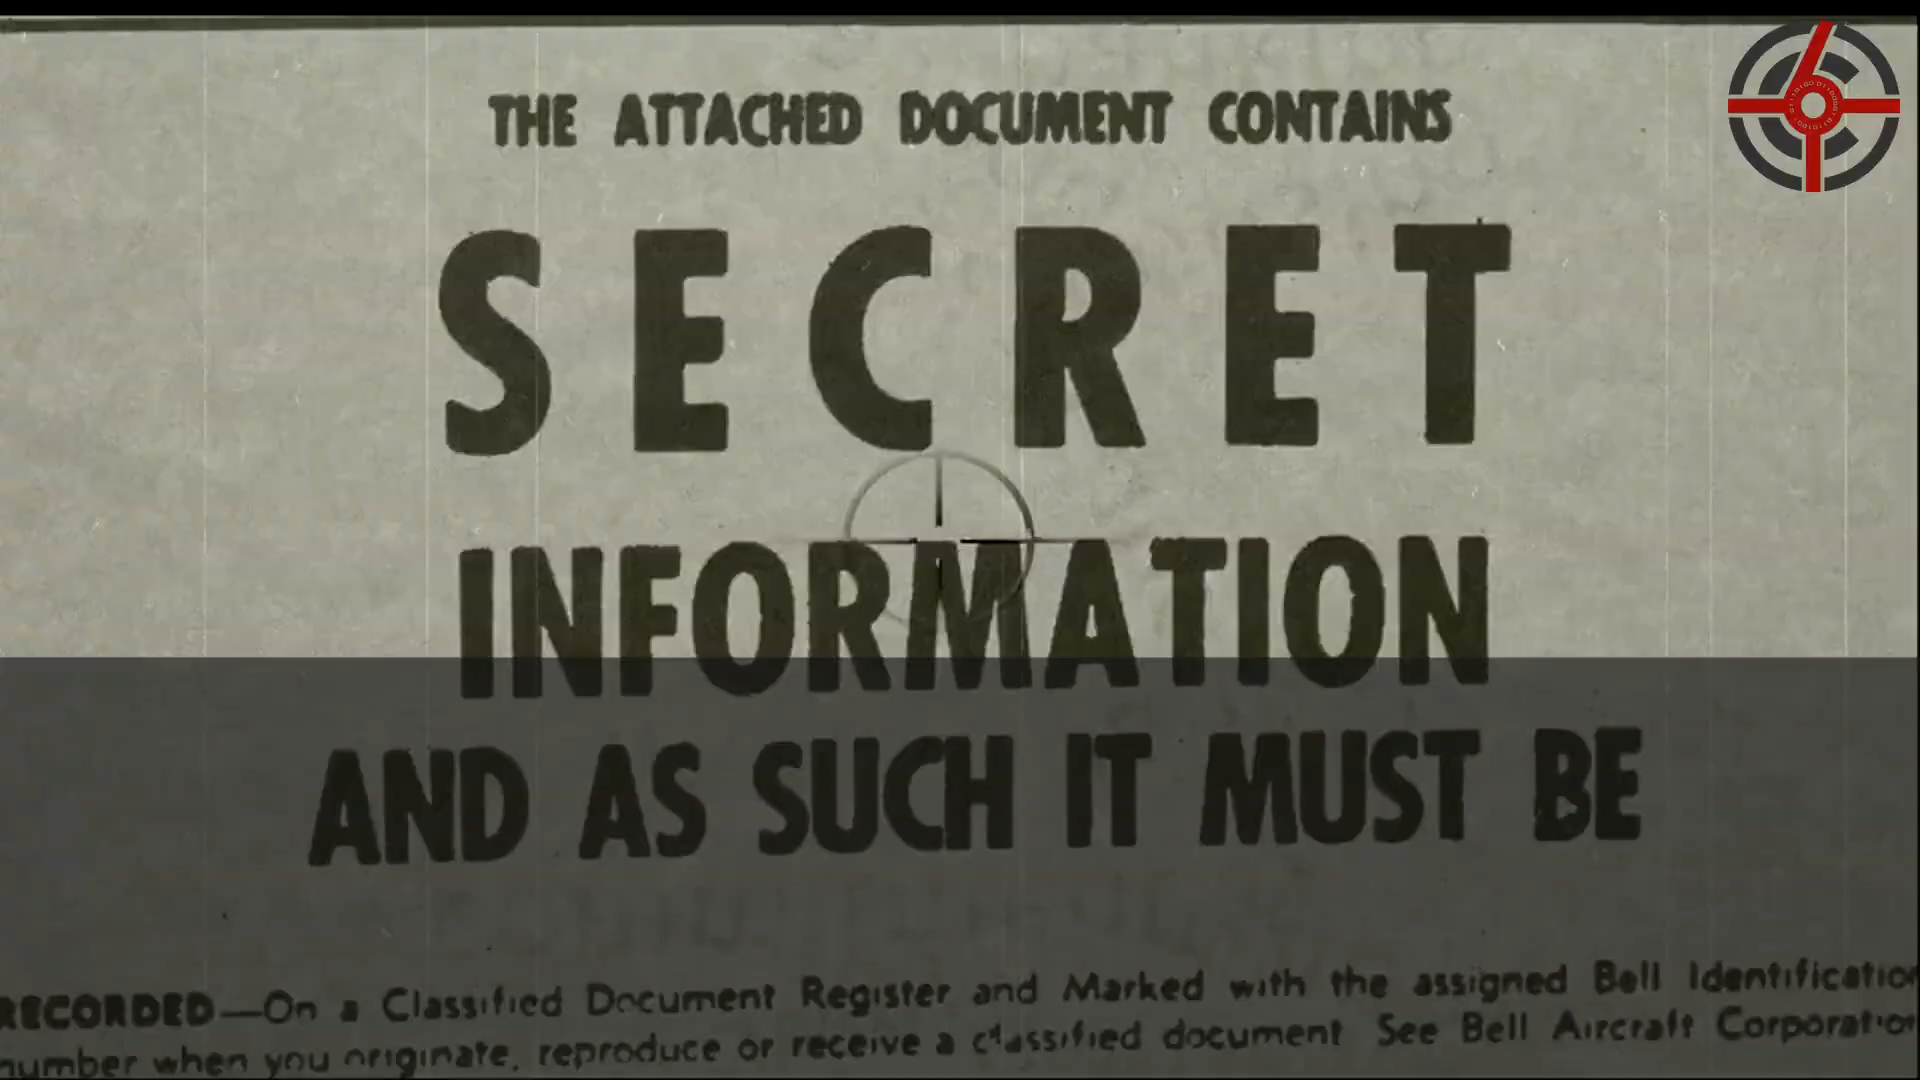 THE ATTACHED DOCUMENT CONTAINS
SECRET
INFORMATION
AND AS SUCH IT MUST BE
RECORDED—On a Classified Document Register and Marked with the assigned Bell Identification
number when you originate, reproduce or receive a classified document See Bell Aircraft Corporation